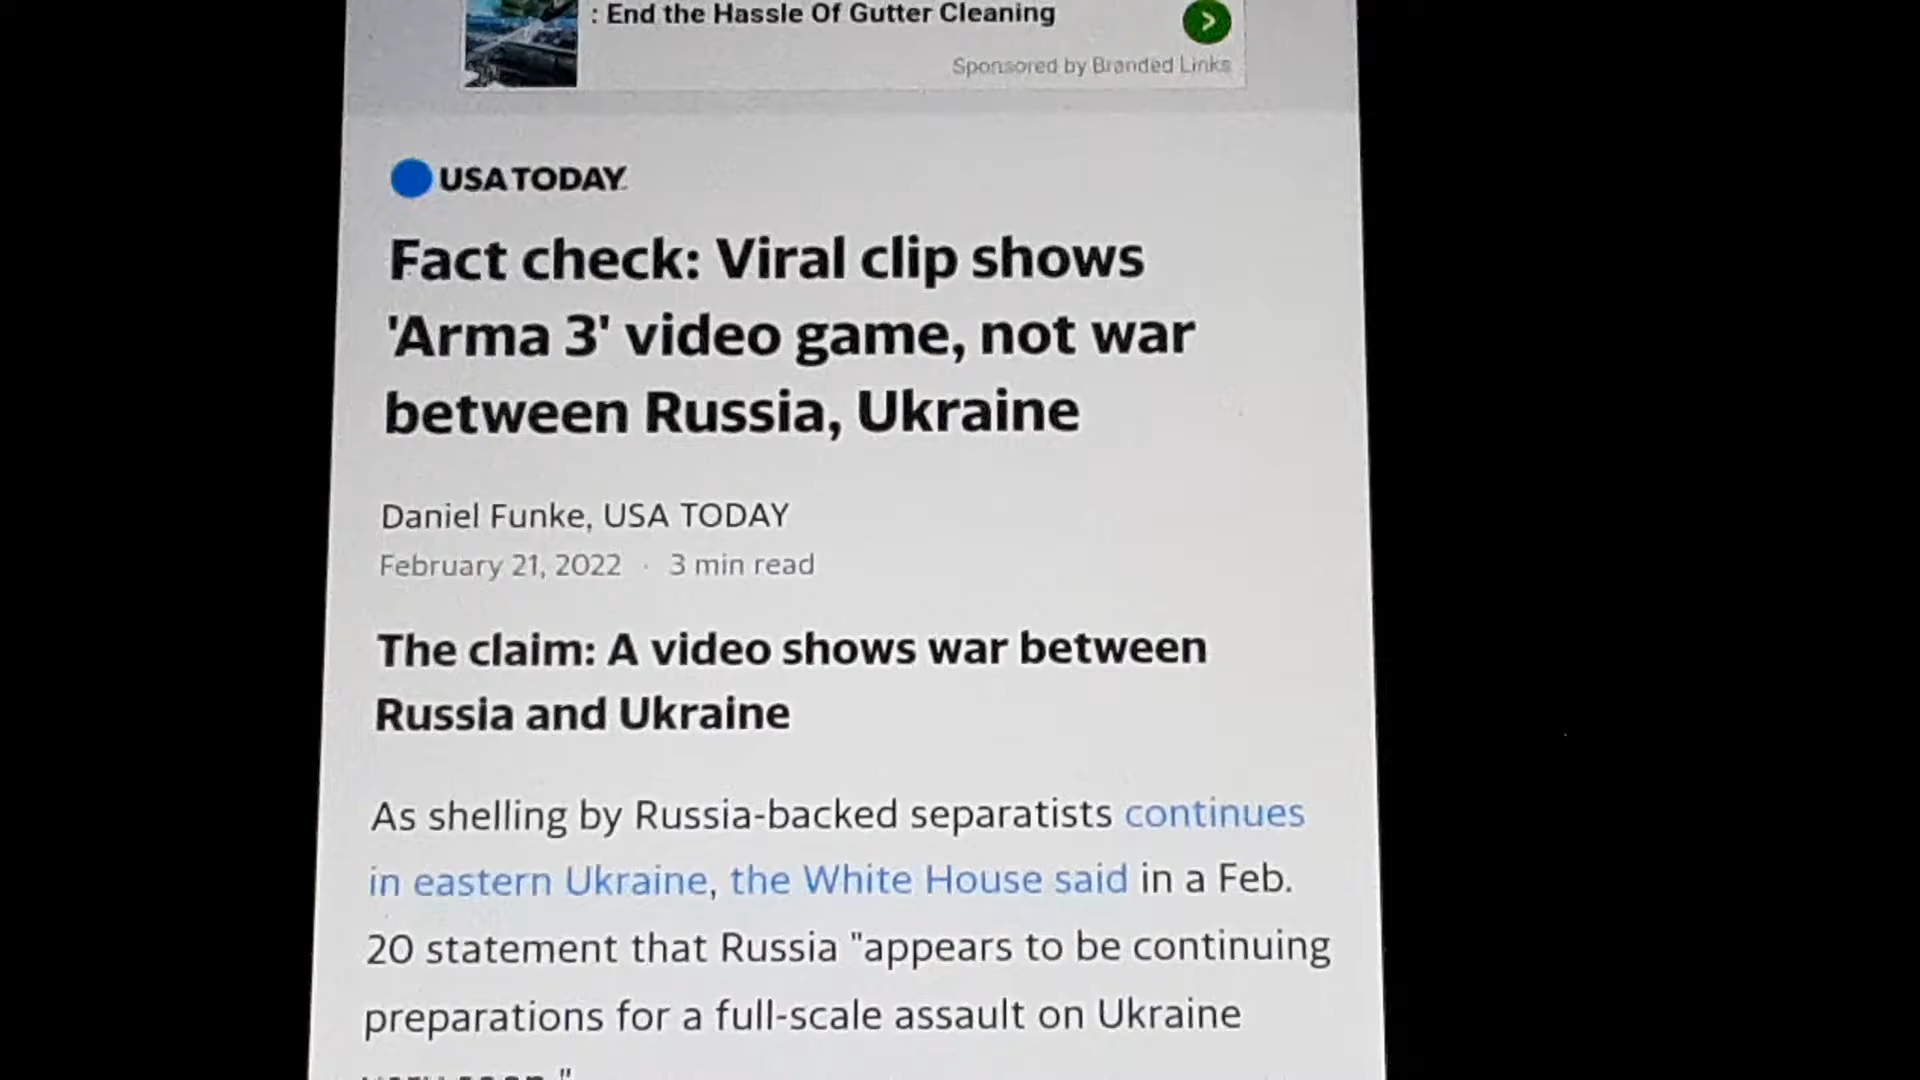 : End the Hassle Of Gutter Cleaning
Sponsored by Branded Links
USA TODAY
Fact check: Viral clip shows
'Arma 3' video game, not war
between Russia, Ukraine
Daniel Funke, USA TODAY
February 21, 2022 · 3 min read
The claim: A video shows war between
Russia and Ukraine
As shelling by Russia-backed separatists continues
in eastern Ukraine, the White House said in a Feb.
20 statement that Russia "appears to be continuing
preparations for a full-scale assault on Ukraine